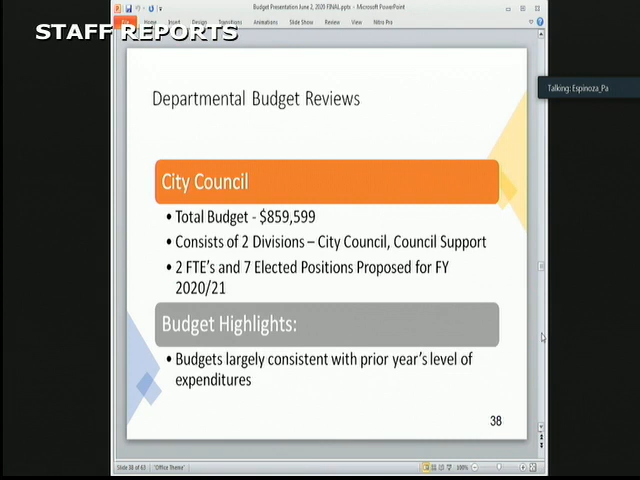 Budget Presentation June 2, 2020 FINAL.pptx - Microsoft PowerPoint
File Home Insert Design Transitions Animations Slide Show Review View Nitro Pro
STAFF REPORTS
Talking: Espinoza_Pa
Departmental Budget Reviews
City Council
• Total Budget - $859,599
• Consists of 2 Divisions – City Council, Council Support
• 2 FTE's and 7 Elected Positions Proposed for FY
2020/21
Budget Highlights:
• Budgets largely consistent with prior year's level of
expenditures
38
Slide 38 of 63 "Office Theme" 100%